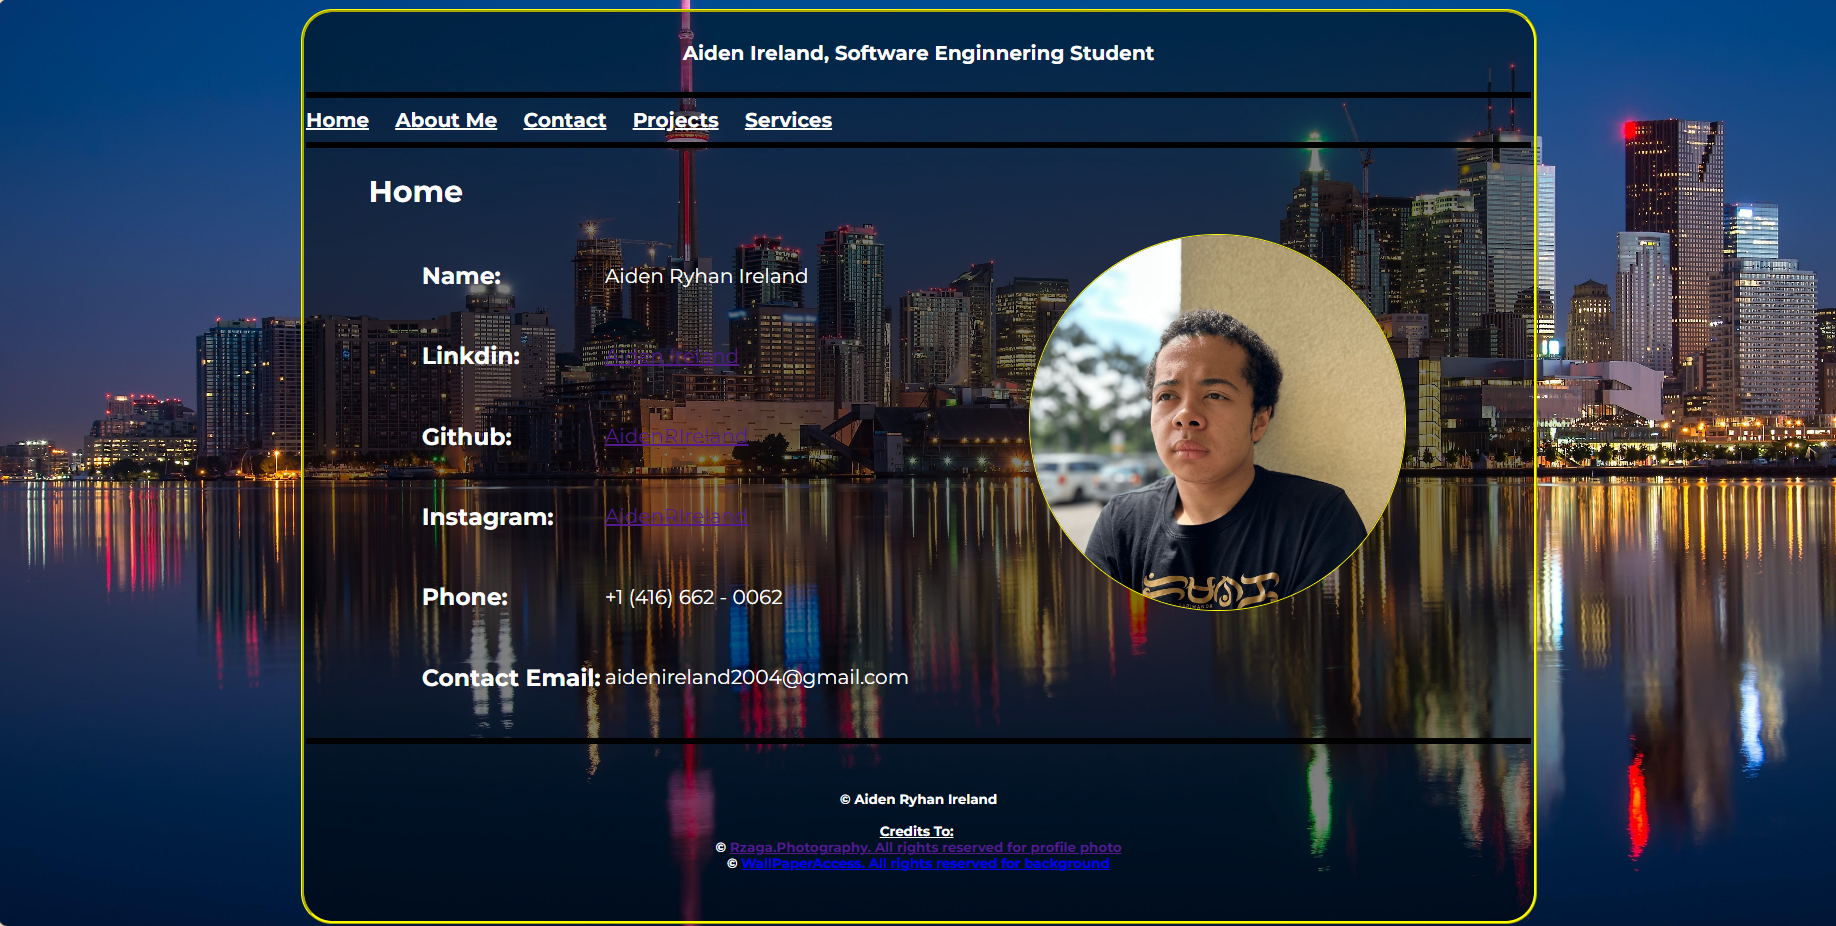 Aiden Ireland, Software Enginnering Student
Home About Me Contact Projects Services
Home
Name: Aiden Ryhan Ireland
Linkdin: Aiden Ireland
Github: AidenRIreland
Instagram: AidenRIreland
Phone: +1 (416) 662 - 0062
Contact Email: aidenireland2004@gmail.com
© Aiden Ryhan Ireland
Credits To:
© Rzaga.Photography. All rights reserved for profile photo
© WallPaperAccess. All rights reserved for background